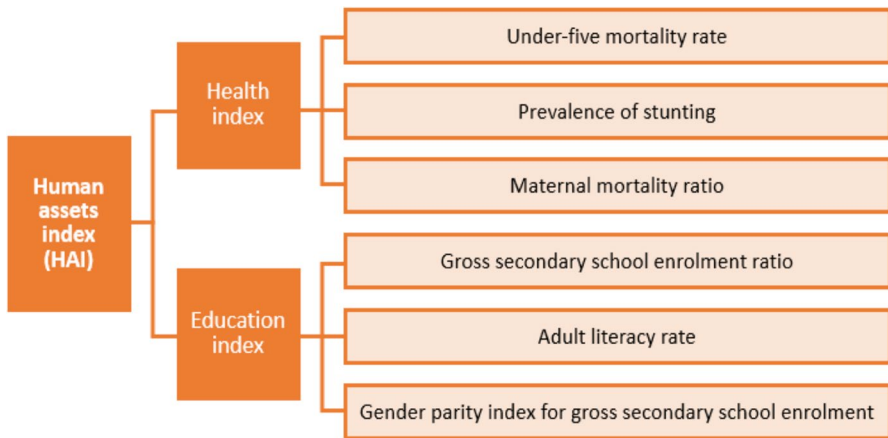 Human
assets
index
(HAI)
Health
index
Under-five mortality rate
Prevalence of stunting
Maternal mortality ratio
Education
index
Gross secondary school enrolment ratio
Adult literacy rate
Gender parity index for gross secondary school enrolment